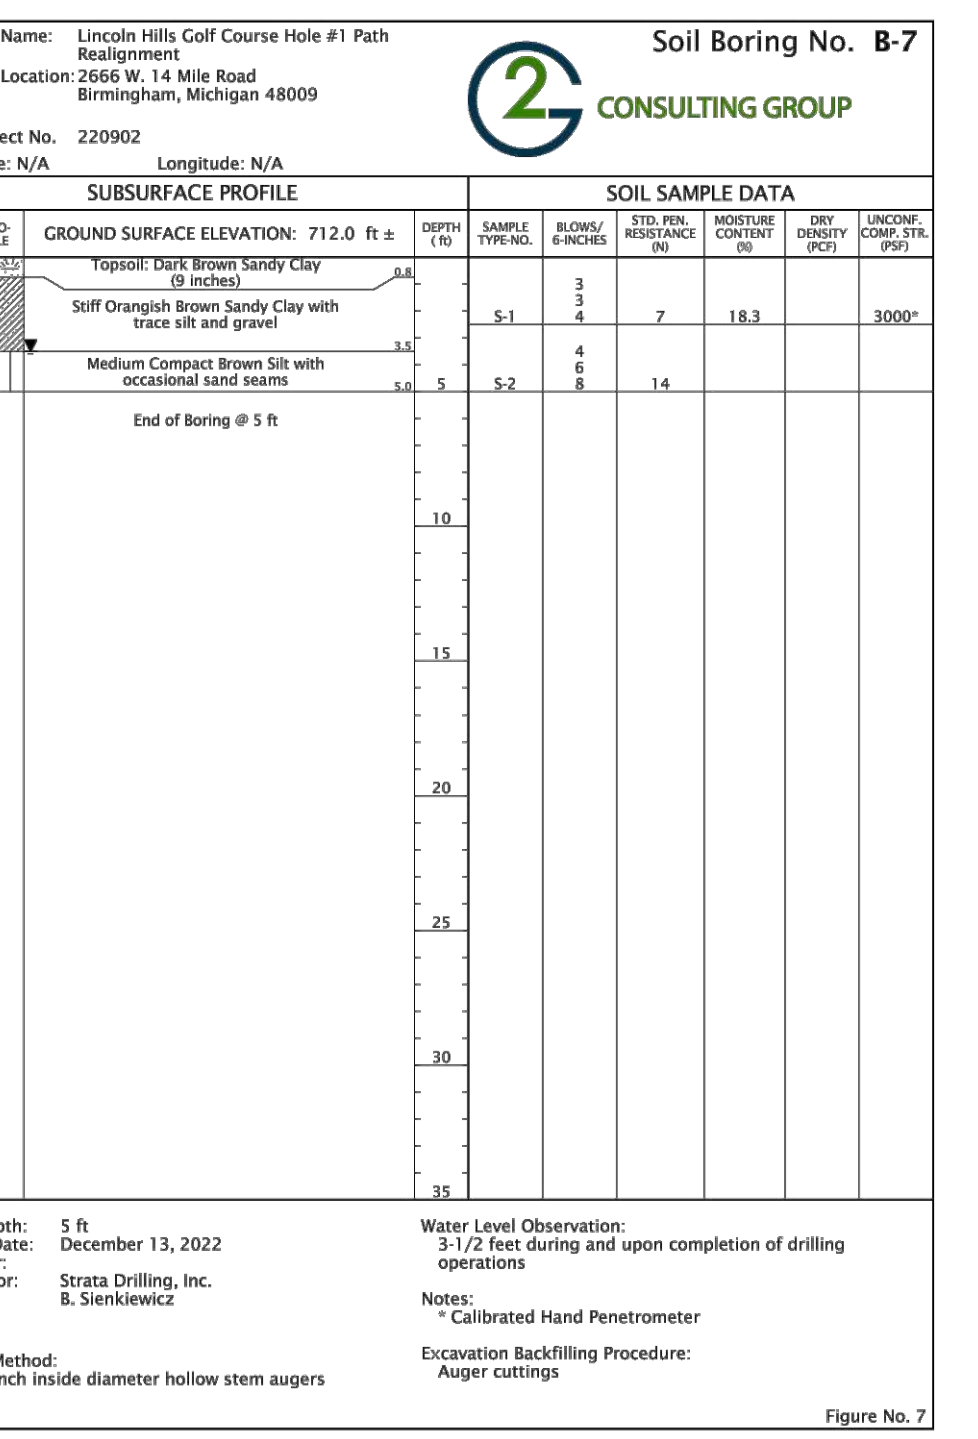 Name: Lincoln Hills Golf Course Hole #1 Path
Realignment
Location: 2666 W. 14 Mile Road
Birmingham, Michigan 48009
ect No. 220902
e: N/A Longitude: N/A
Soil Boring No. B-7
G2 CONSULTING GROUP
SUBSURFACE PROFILE
SOIL SAMPLE DATA
O-
LE
GROUND SURFACE ELEVATION: 712.0 ft ±
DEPTH
( ft)
SAMPLE
TYPE-NO.
BLOWS/
6-INCHES
STD. PEN.
RESISTANCE
(N)
MOISTURE
CONTENT
(%)
DRY
DENSITY
(PCF)
UNCONF.
COMP. STR.
(PSF)
Topsoil: Dark Brown Sandy Clay
(9 inches)
0.8
Stiff Orangish Brown Sandy Clay with
trace silt and gravel
3
3
S-1 4 7 18.3 3000*
3.5
Medium Compact Brown Silt with
occasional sand seams
4
6
5.0 5 S-2 8 14
End of Boring @ 5 ft
10
15
20
25
30
35
pth: 5 ft
Date: December 13, 2022
r:
or: Strata Drilling, Inc.
B. Sienkiewicz
Method:
nch inside diameter hollow stem augers
Water Level Observation:
3-1/2 feet during and upon completion of drilling
operations
Notes:
* Calibrated Hand Penetrometer
Excavation Backfilling Procedure:
Auger cuttings
Figure No. 7